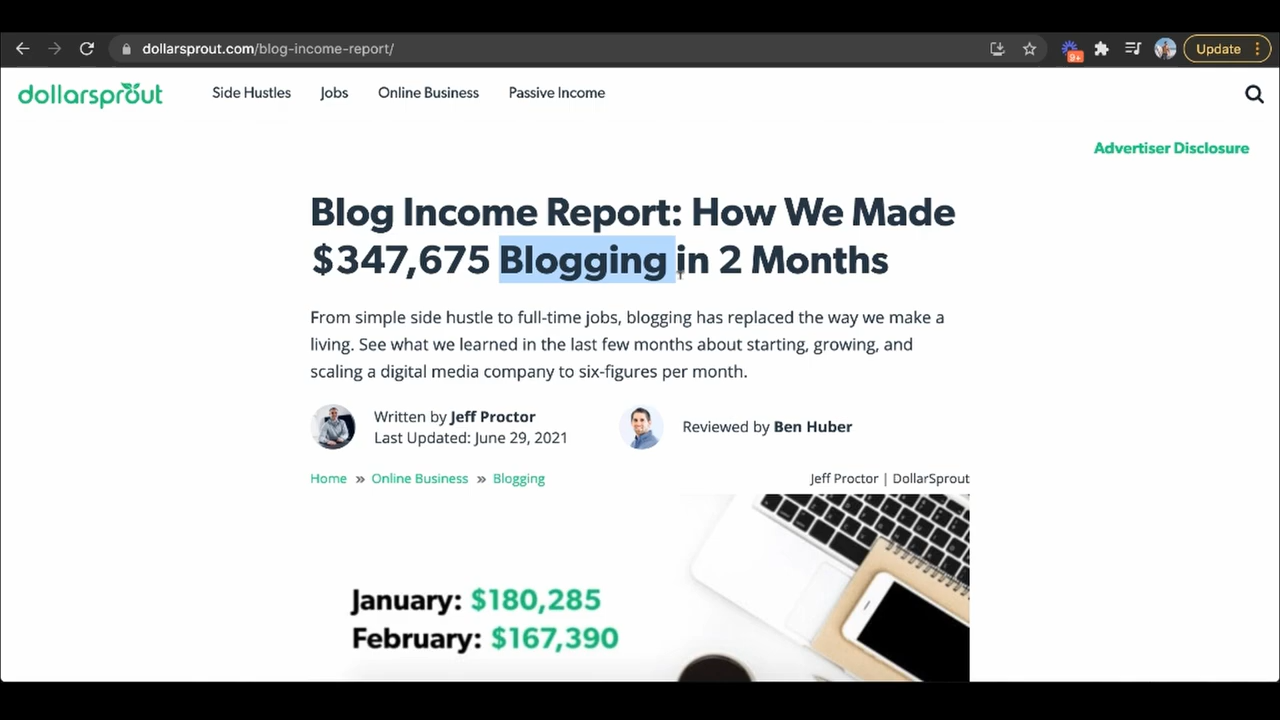 dollarsprout.com/blog-income-report/
9+
Update
dollarsprout
Side Hustles
Jobs
Online Business
Passive Income
Advertiser Disclosure
Blog Income Report: How We Made
$347,675 Blogging in 2 Months
From simple side hustle to full-time jobs, blogging has replaced the way we make a
living. See what we learned in the last few months about starting, growing, and
scaling a digital media company to six-figures per month.
Written by Jeff Proctor
Last Updated: June 29, 2021
Reviewed by Ben Huber
Home » Online Business » Blogging
Jeff Proctor | DollarSprout
January: $180,285
February: $167,390